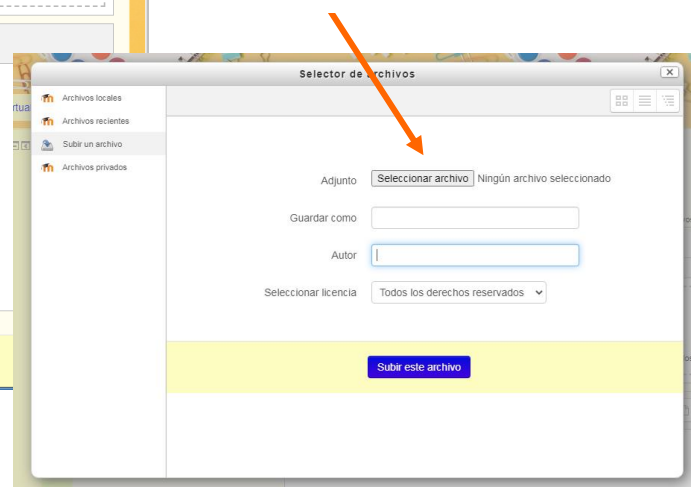 Selector de archivos
Archivos locales
Archivos recientes
Subir un archivo
Archivos privados
Adjunto Seleccionar archivo Ningún archivo seleccionado
Guardar como
Autor
Seleccionar licencia Todos los derechos reservados
Subir este archivo